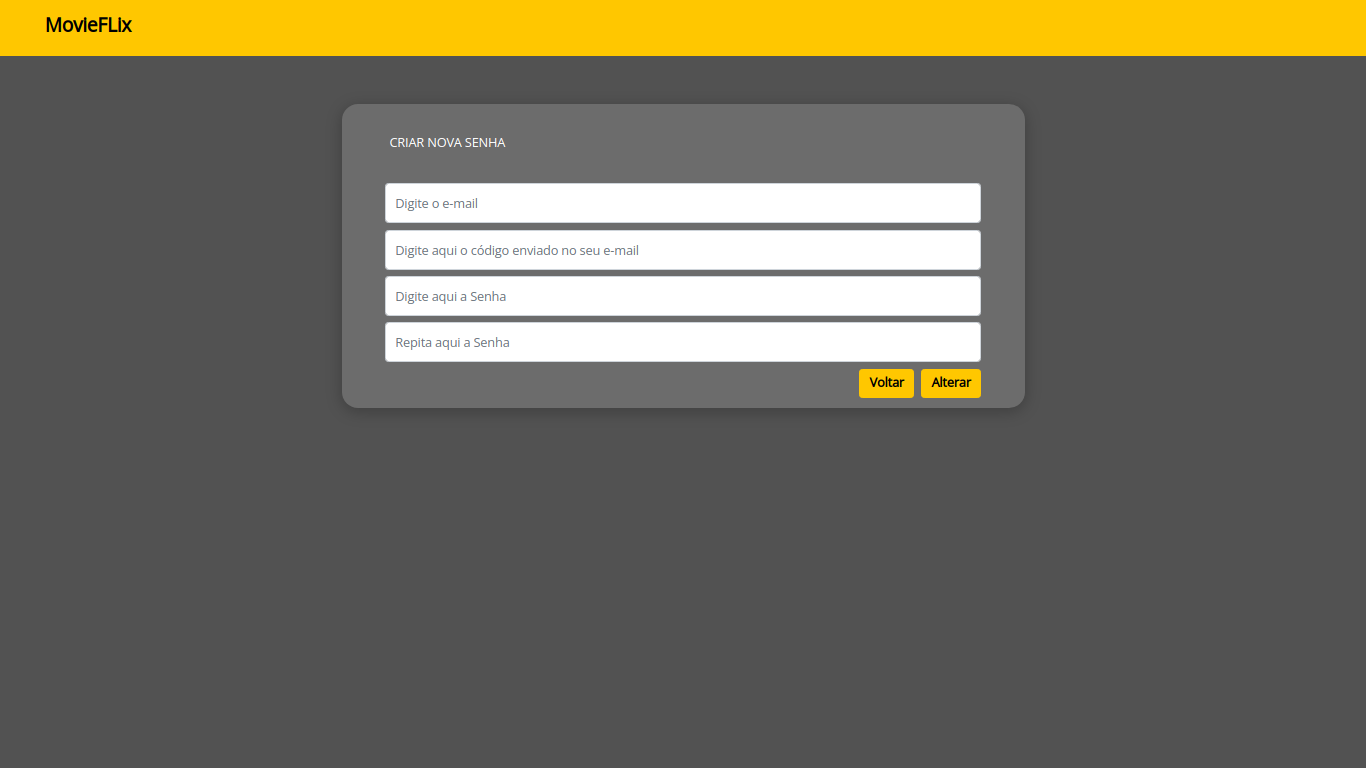 MovieFLix
CRIAR NOVA SENHA
Digite o e-mail
Digite aqui o código enviado no seu e-mail
Digite aqui a Senha
Repita aqui a Senha
Voltar Alterar